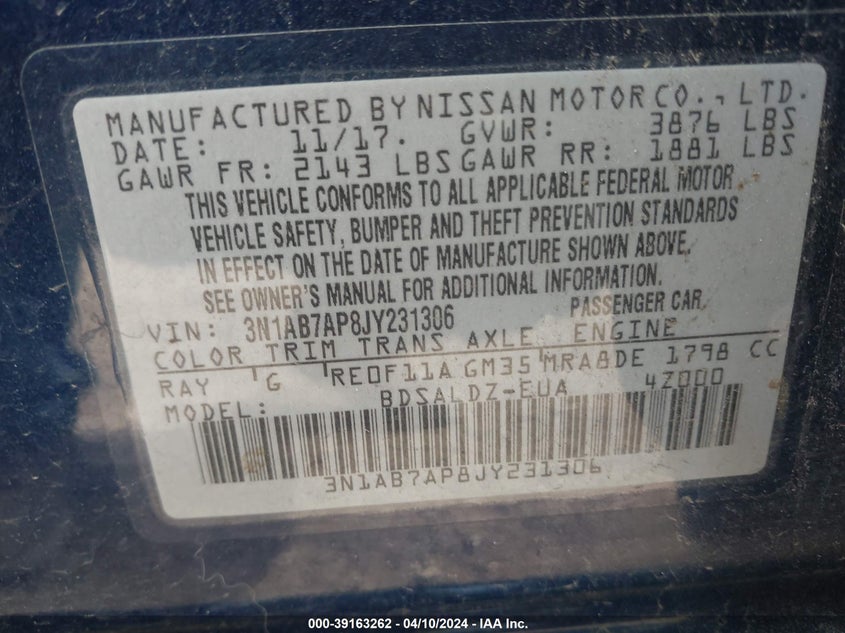 MANUFACTURED BY NISSAN MOTOR CO., LTD.
DATE: 11/17. GVWR: 3876 LBS
GAWR FR: 2143 LBS GAWR RR: 1881 LBS
THIS VEHICLE CONFORMS TO ALL APPLICABLE FEDERAL MOTOR
VEHICLE SAFETY, BUMPER AND THEFT PREVENTION STANDARDS
IN EFFECT ON THE DATE OF MANUFACTURE SHOWN ABOVE.
SEE OWNER'S MANUAL FOR ADDITIONAL INFORMATION.
VIN: 3N1AB7AP8JY231306 PASSENGER CAR
COLOR TRIM TRANS AXLE ENGINE
RAY G RE0F11A GM35 MRA8DE 1798 CC
MODEL: BDSALDZ-EUA 4Z000
3N1AB7AP8JY231306
000-39163262 - 04/10/2024 - IAA Inc.